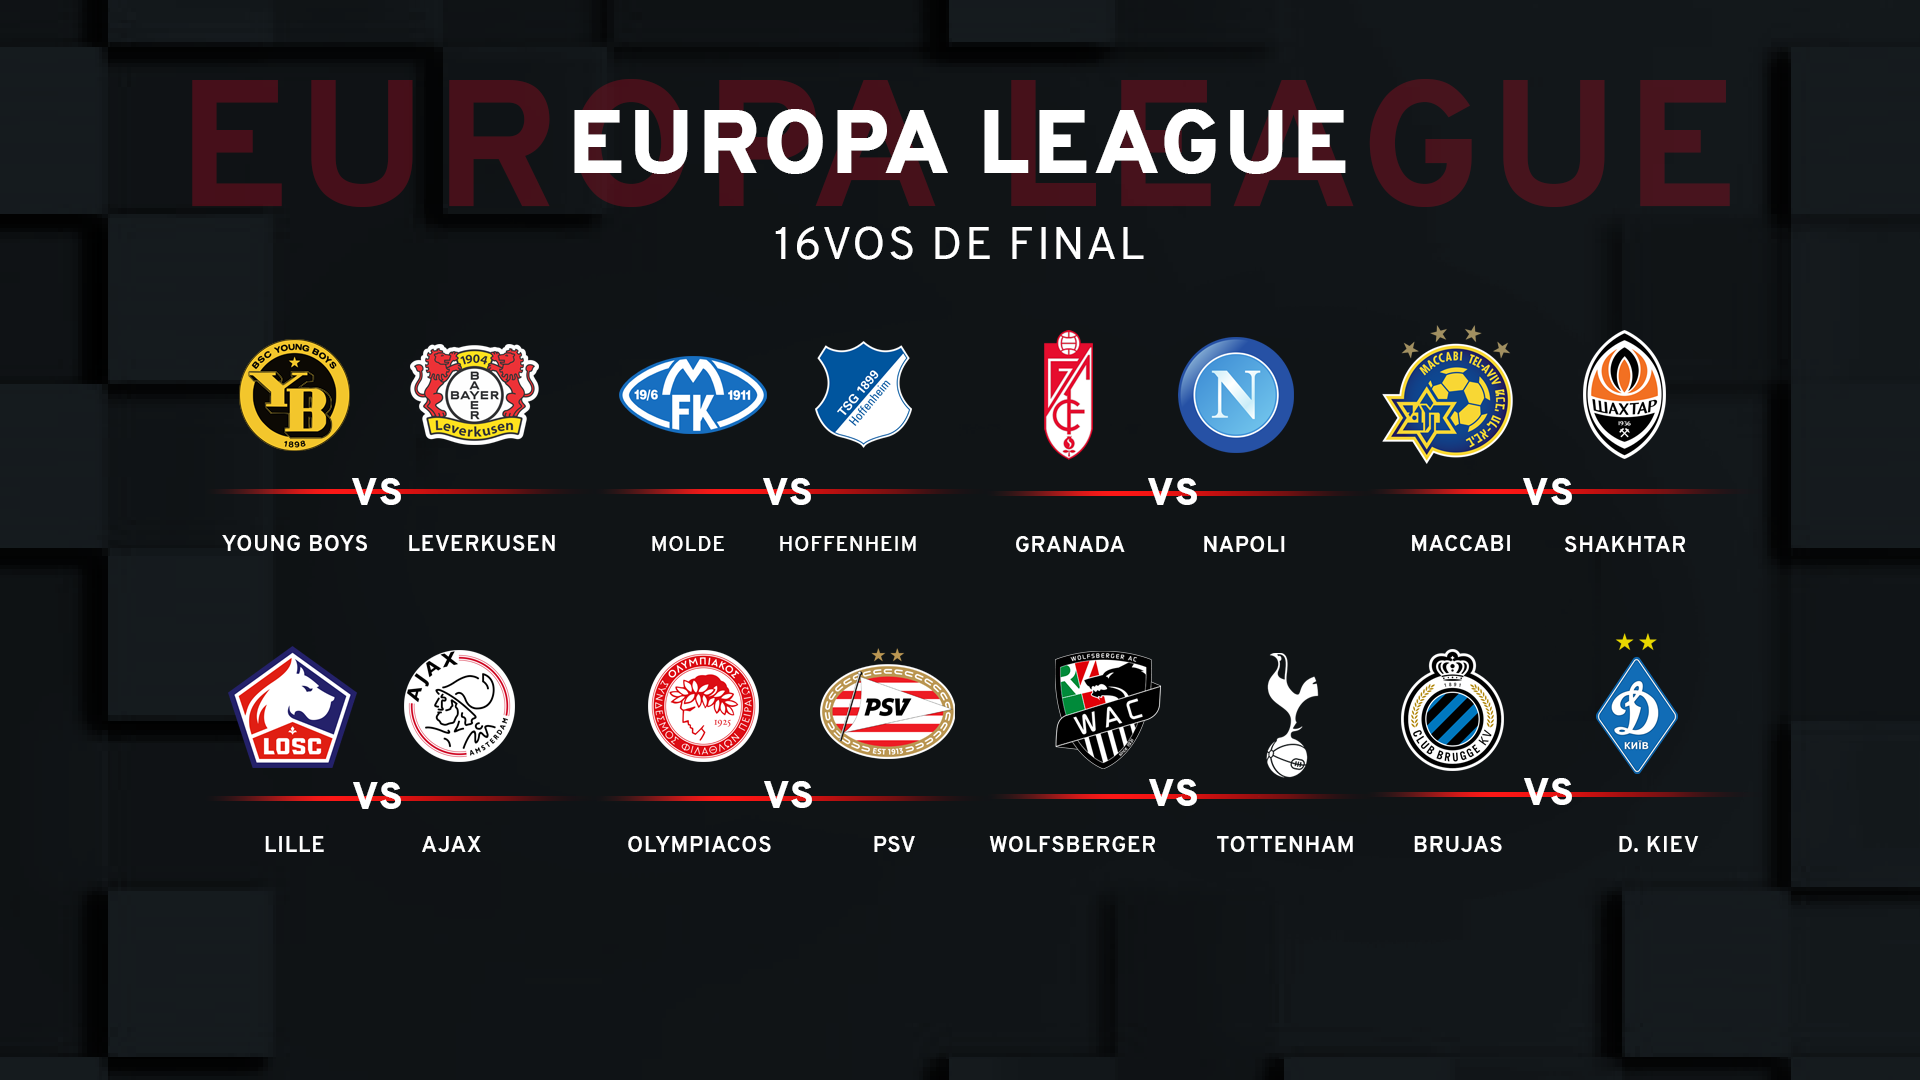 EUROPA LEAGUE
EUROPA LEAGUE
16VOS DE FINAL
BSC YOUNG BOYS
YB
1898
1904
BAYER
BAYER
Leverkusen
VS
YOUNG BOYS
LEVERKUSEN
M
19/6
FK
1911
TSG 1899
Hoffenheim
VS
MOLDE
HOFFENHEIM
N
VS
GRANADA
NAPOLI
MACCABI TEL-AVIV
ШАХТАР
1936
VS
MACCABI
SHAKHTAR
LOSC
AJAX
AMSTERDAM
VS
LILLE
AJAX
ΟΛΥΜΠΙΑΚΟΣ ΣΥΝΔΕΣΜΟΣ ΦΙΛΑΘΛΩΝ ΠΕΙΡΑΙΩΣ
1925
PSV
EST 1913
VS
OLYMPIACOS
PSV
WOLFSBERGER AC
WAC
VS
WOLFSBERGER
TOTTENHAM
1891
CLUB BRUGGE KV
Д
КИЇВ
VS
BRUJAS
D. KIEV